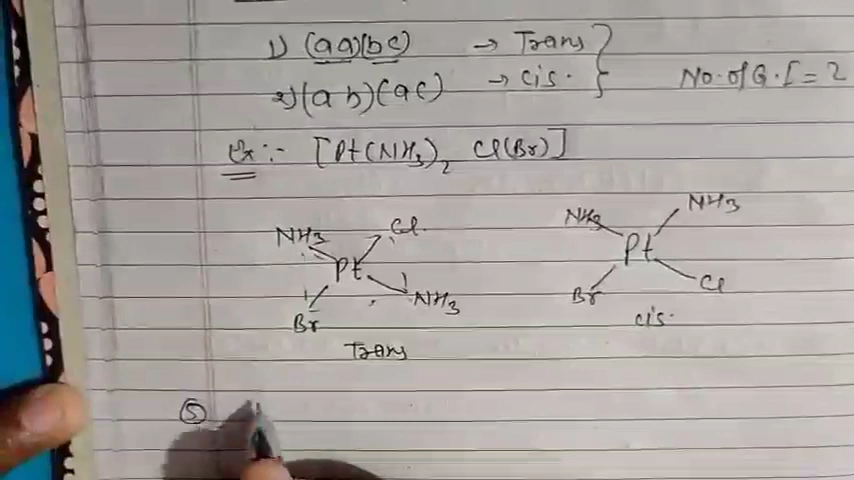 1) (aa)(bc) → Trans
2) (ab)(ac) → cis. } No. of G.I = 2
Ex:- [Pt(NH3)2 Cl(Br)]
NH3 Cl. NH3 NH3
Pt Pt
Br NH3 Br Cl
Trans cis.
⑤